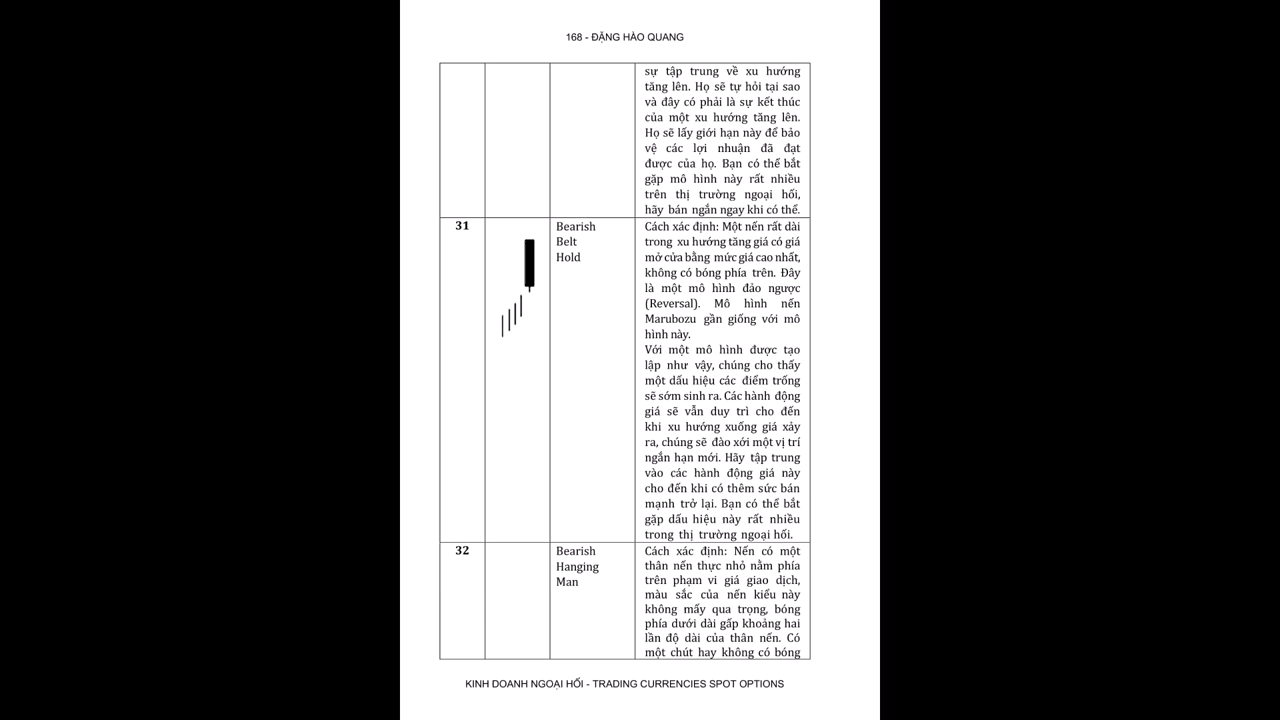 168 - ĐẶNG HÀO QUANG
sự tập trung về xu hướng
tăng lên. Họ sẽ tự hỏi tại sao
và đây có phải là sự kết thúc
của một xu hướng tăng lên.
Họ sẽ lấy giới hạn này để bảo
vệ các lợi nhuận đã đạt
được của họ. Bạn có thể bắt
gặp mô hình này rất nhiều
trên thị trường ngoại hối,
hãy bán ngắn ngay khi có thể.
31
Bearish
Belt
Hold
Cách xác định: Một nến rất dài
trong xu hướng tăng giá có giá
mở cửa bằng mức giá cao nhất,
không có bóng phía trên. Đây
là một mô hình đảo ngược
(Reversal). Mô hình nến
Marubozu gần giống với mô
hình này.
Với một mô hình được tạo
lập như vậy, chúng cho thấy
một dấu hiệu các điểm trống
sẽ sớm sinh ra. Các hành động
giá sẽ vẫn duy trì cho đến
khi xu hướng xuống giá xảy
ra, chúng sẽ đào xới một vị trí
ngắn hạn mới. Hãy tập trung
vào các hành động giá này
cho đến khi có thêm sức bán
mạnh trở lại. Bạn có thể bắt
gặp dấu hiệu này rất nhiều
trong thị trường ngoại hối.
32
Bearish
Hanging
Man
Cách xác định: Nến có một
thân nến thực nhỏ nằm phía
trên phạm vi giá giao dịch,
màu sắc của nến kiểu này
không mấy qua trọng, bóng
phía dưới dài gấp khoảng hai
lần độ dài của thân nến. Có
một chút hay không có bóng
KINH DOANH NGOẠI HỐI - TRADING CURRENCIES SPOT OPTIONS